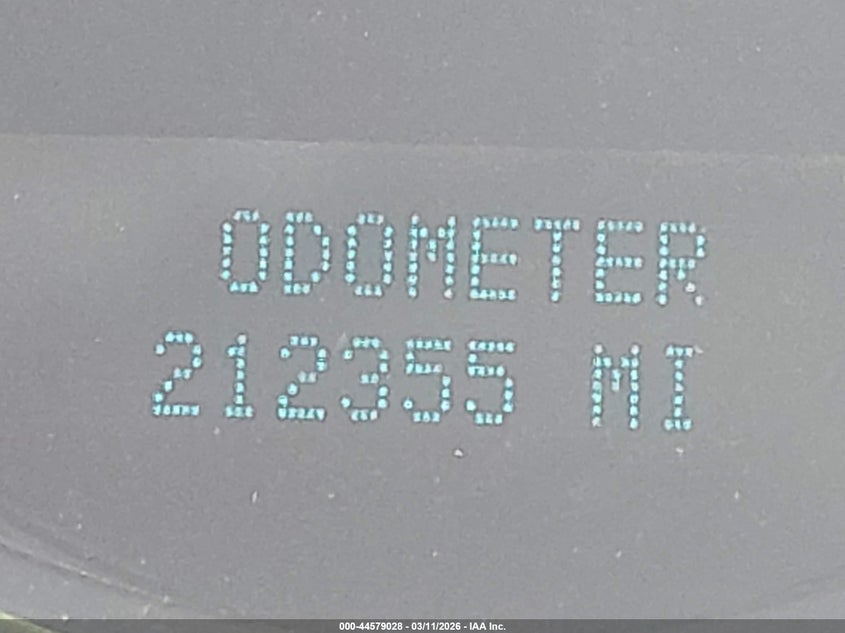 ODOMETER
212355 MI
000-44579028 - 03/11/2026 - IAA Inc.